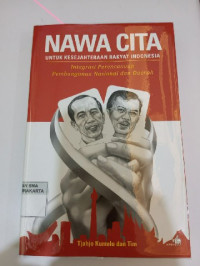 NAWA CITA
UNTUK KESEJAHTERAAN RAKYAT INDONESIA
Integrasi Perencanaan
Pembangunan Nasional dan Daerah
Tjahjo Kumolo dan Tim